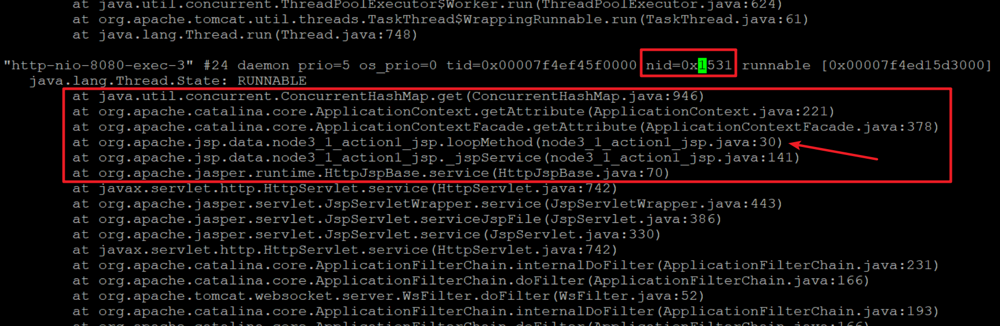 at java.util.concurrent.ThreadPoolExecutor$Worker.run(ThreadPoolExecutor.java:624)
at org.apache.tomcat.util.threads.TaskThread$WrappingRunnable.run(TaskThread.java:61)
at java.lang.Thread.run(Thread.java:748)
"http-nio-8080-exec-3" #24 daemon prio=5 os_prio=0 tid=0x00007f4ef45f0000 nid=0x1531 runnable [0x00007f4ed15d3000]
java.lang.Thread.State: RUNNABLE
at java.util.concurrent.ConcurrentHashMap.get(ConcurrentHashMap.java:946)
at org.apache.catalina.core.ApplicationContext.getAttribute(ApplicationContext.java:221)
at org.apache.catalina.core.ApplicationContextFacade.getAttribute(ApplicationContextFacade.java:378)
at org.apache.jsp.data.node3_1_action1_jsp.loopMethod(node3_1_action1_jsp.java:30)
at org.apache.jsp.data.node3_1_action1_jsp._jspService(node3_1_action1_jsp.java:141)
at org.apache.jasper.runtime.HttpJspBase.service(HttpJspBase.java:70)
at javax.servlet.http.HttpServlet.service(HttpServlet.java:742)
at org.apache.jasper.servlet.JspServletWrapper.service(JspServletWrapper.java:443)
at org.apache.jasper.servlet.JspServlet.serviceJspFile(JspServlet.java:386)
at org.apache.jasper.servlet.JspServlet.service(JspServlet.java:330)
at javax.servlet.http.HttpServlet.service(HttpServlet.java:742)
at org.apache.catalina.core.ApplicationFilterChain.internalDoFilter(ApplicationFilterChain.java:231)
at org.apache.catalina.core.ApplicationFilterChain.doFilter(ApplicationFilterChain.java:166)
at org.apache.tomcat.websocket.server.WsFilter.doFilter(WsFilter.java:52)
at org.apache.catalina.core.ApplicationFilterChain.internalDoFilter(ApplicationFilterChain.java:193)
at org.apache.catalina.core.ApplicationFilterChain.doFilter(ApplicationFilterChain.java:166)